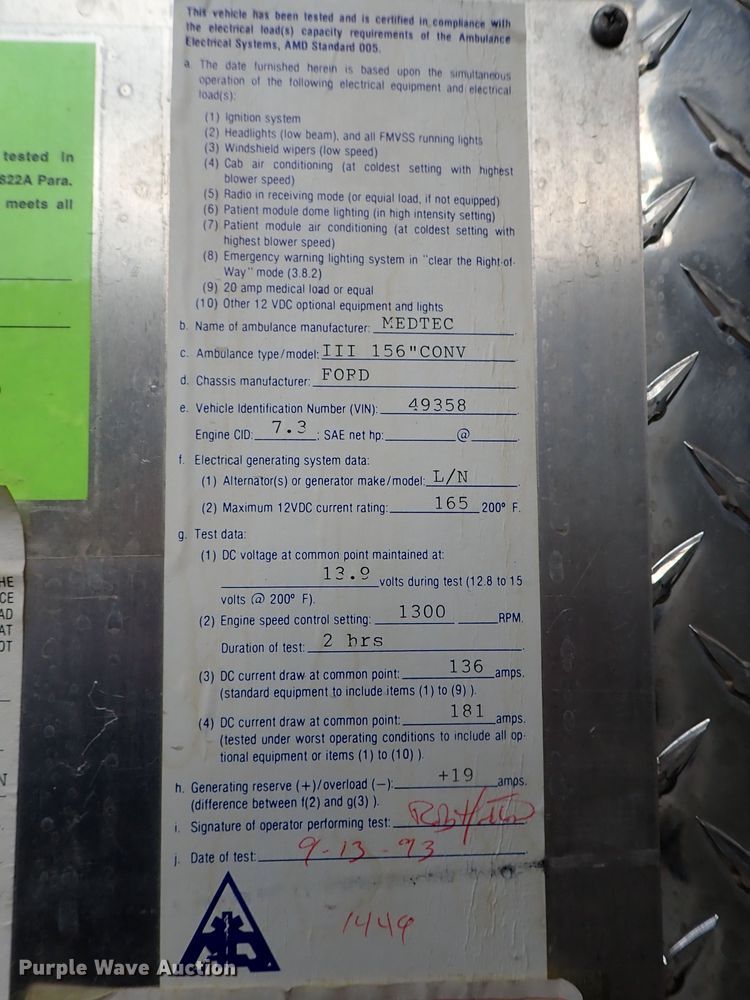 This vehicle has been tested and is certified in compliance with
the electrical load(s) capacity requirements of the Ambulance
Electrical Systems, AMD Standard 005.
a. The date furnished herein is based upon the simultaneous
operation of the following electrical equipment and electrical
load(s):
(1) Ignition system
(2) Headlights (low beam), and all FMVSS running lights
(3) Windshield wipers (low speed)
(4) Cab air conditioning (at coldest setting with highest
blower speed)
(5) Radio in receiving mode (or equial load, if not equipped)
(6) Patient module dome lighting (in high intensity setting)
(7) Patient module air conditioning (at coldest setting with
highest blower speed)
(8) Emergency warning lighting system in "clear the Right-of-
Way" mode (3.8.2)
(9) 20 amp medical load or equal
(10) Other 12 VDC optional equipment and lights
b. Name of ambulance manufacturer: MEDTEC
c. Ambulance type/model: III 156"CONV
d. Chassis manufacturer: FORD
e. Vehicle Identification Number (VIN): 49358
Engine CID: 7.3 ; SAE net hp: @ .
f. Electrical generating system data:
(1) Alternator(s) or generator make/model: L/N .
(2) Maximum 12VDC current rating: 165 200° F.
g. Test data:
(1) DC voltage at common point maintained at:
13.9 volts during test (12.8 to 15
volts @ 200° F).
(2) Engine speed control setting: 1300 RPM.
Duration of test: 2 hrs
(3) DC current draw at common point: 136 amps.
(standard equipment to include items (1) to (9) ).
(4) DC current draw at common point: 181 amps.
(tested under worst operating conditions to include all op-
tional equipment or items (1) to (10) ).
h. Generating reserve (+)/overload (−): +19 amps.
(difference between f(2) and g(3) ).
i. Signature of operator performing test:
j. Date of test: 9-13-93
1444
tested in
822A Para.
meets all
HE
CE
AD
AT
OT
N
Purple Wave Auction